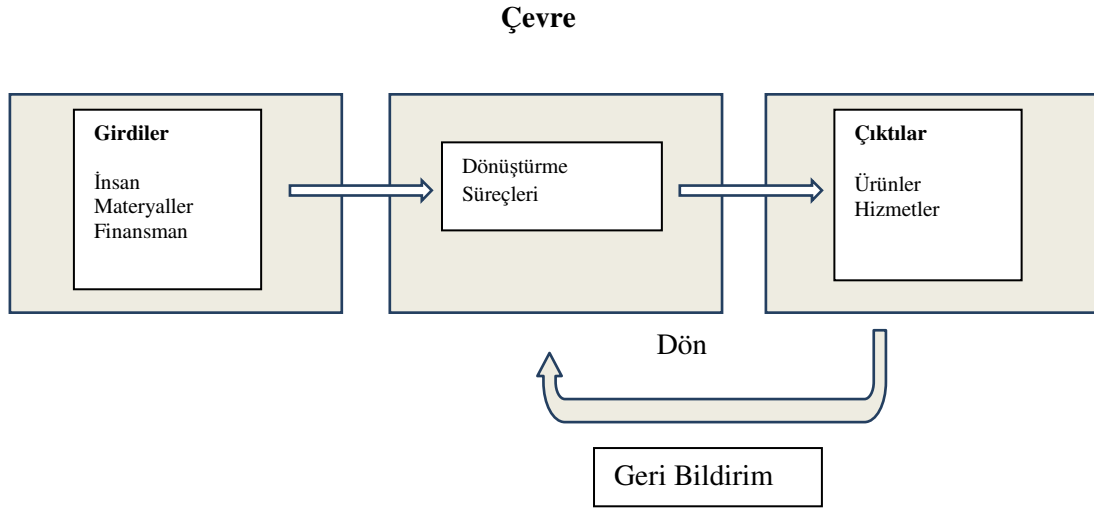 Çevre
Girdiler
İnsan
Materyaller
Finansman
Dönüştürme
Süreçleri
Çıktılar
Ürünler
Hizmetler
Dön
Geri Bildirim